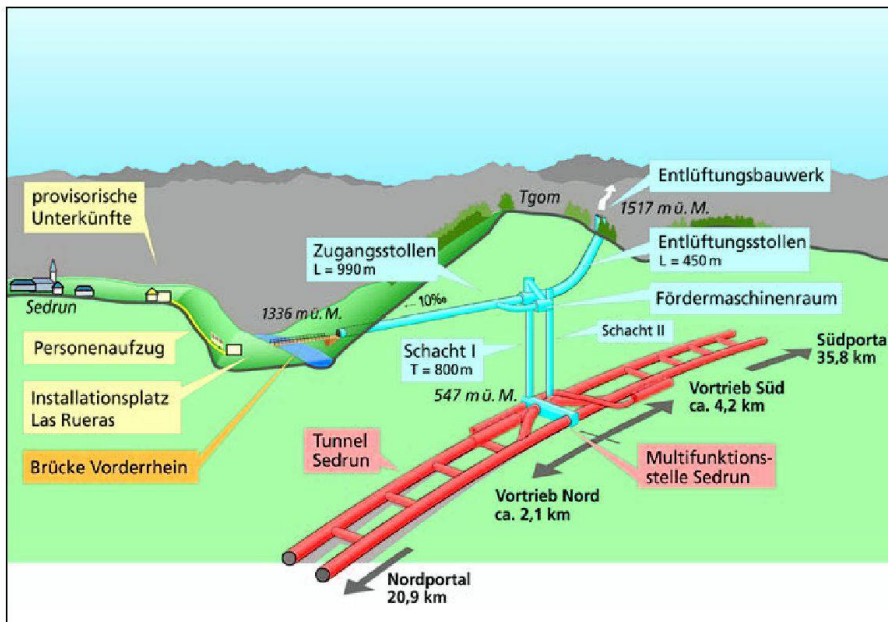 Entlüftungsbauwerk
provisorische
Unterkünfte
Tgom
1517 m ü. M.
Zugangsstollen
L = 990 m
Entlüftungsstollen
L = 450 m
Sedrun
1336 m ü. M.
10‰
Fördermaschinenraum
Personenaufzug
Schacht I
T = 800 m
Schacht II
Südportal
35,8 km
Installationsplatz
Las Rueras
547 m ü. M.
Vortrieb Süd
ca. 4,2 km
Brücke Vorderrhein
Tunnel
Sedrun
Multifunktions-
stelle Sedrun
Vortrieb Nord
ca. 2,1 km
Nordportal
20,9 km